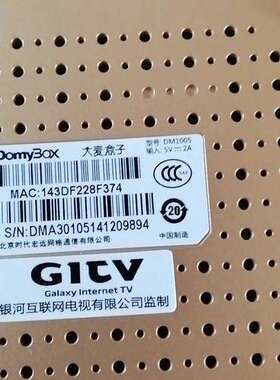 DomyBox 大麦盒子
型号: DM1005
输入: 5V⎓2A
MAC:143DF228F374
CCC
S/N:DMA30105141209894
20
北京时代宏远网络通信有限公司
中国制造
GITV
Galaxy Internet TV
银河互联网电视有限公司监制